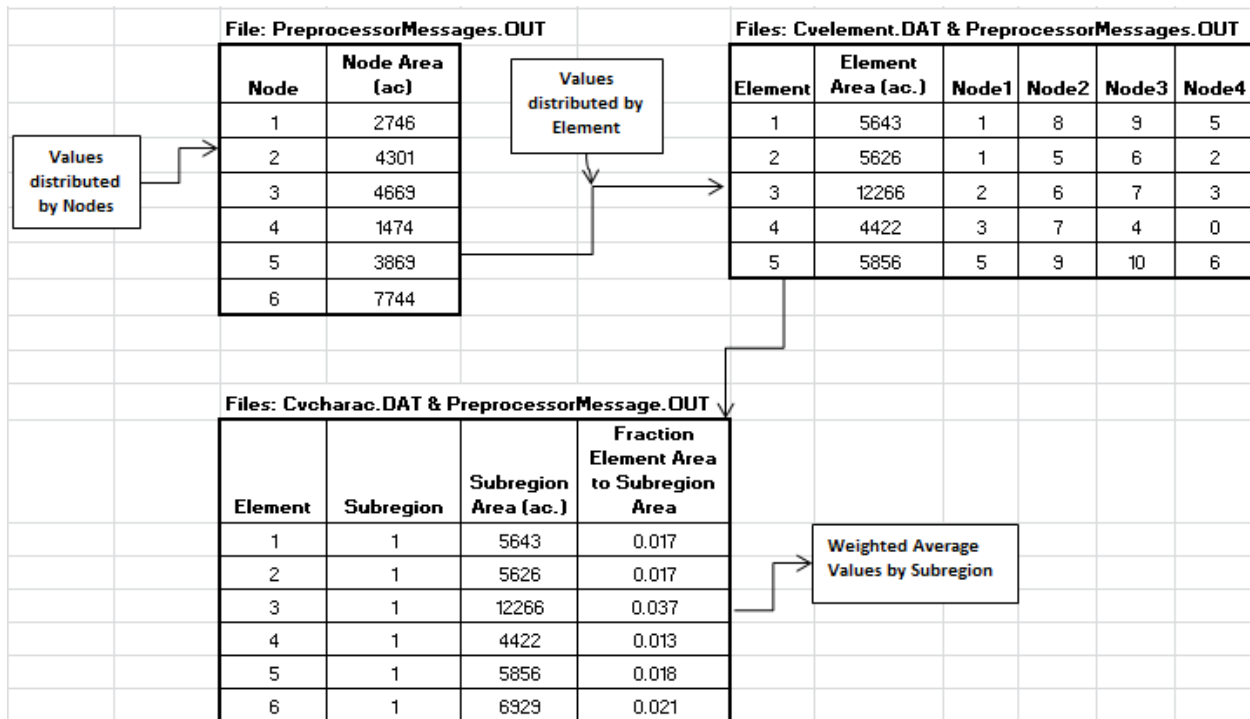 File: PreprocessorMessages.OUT
Node Node Area (ac)
1 2746
2 4301
3 4669
4 1474
5 3869
6 7744
Values
distributed
by Nodes
Values
distributed by
Element
Files: Cvelement.DAT & PreprocessorMessages.OUT
Element Element Area (ac.) Node1 Node2 Node3 Node4
1 5643 1 8 9 5
2 5626 1 5 6 2
3 12266 2 6 7 3
4 4422 3 7 4 0
5 5856 5 9 10 6
Files: Cvcharac.DAT & PreprocessorMessage.OUT
Element Subregion Subregion Area (ac.) Fraction Element Area to Subregion Area
1 1 5643 0.017
2 1 5626 0.017
3 1 12266 0.037
4 1 4422 0.013
5 1 5856 0.018
6 1 6929 0.021
Weighted Average
Values by Subregion